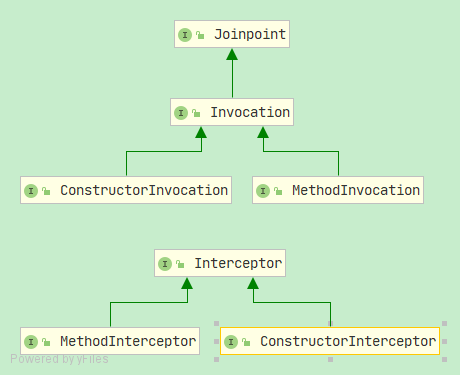 Joinpoint
Invocation
ConstructorInvocation
MethodInvocation
Interceptor
MethodInterceptor
ConstructorInterceptor
Powered by yFiles